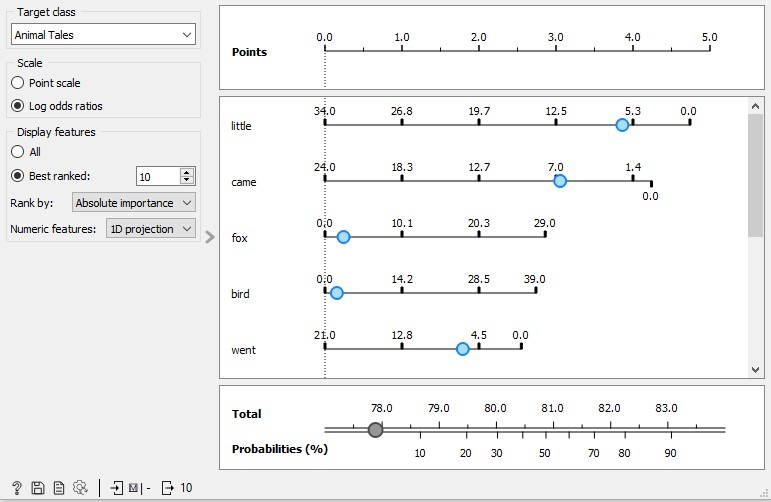 Target class
Animal Tales
Scale
Point scale
Log odds ratios
Display features
All
Best ranked: 10
Rank by: Absolute importance
Numeric features: 1D projection
? 10
Points 0.0 1.0 2.0 3.0 4.0 5.0
34.0 26.8 19.7 12.5 5.3 0.0
little
24.0 18.3 12.7 7.0 1.4
came
0.0
0.0 10.1 20.3 29.0
fox
0.0 14.2 28.5 39.0
bird
21.0 12.8 4.5 0.0
went
Total 78.0 79.0 80.0 81.0 82.0 83.0
Probabilities (%) 10 20 30 50 70 80 90